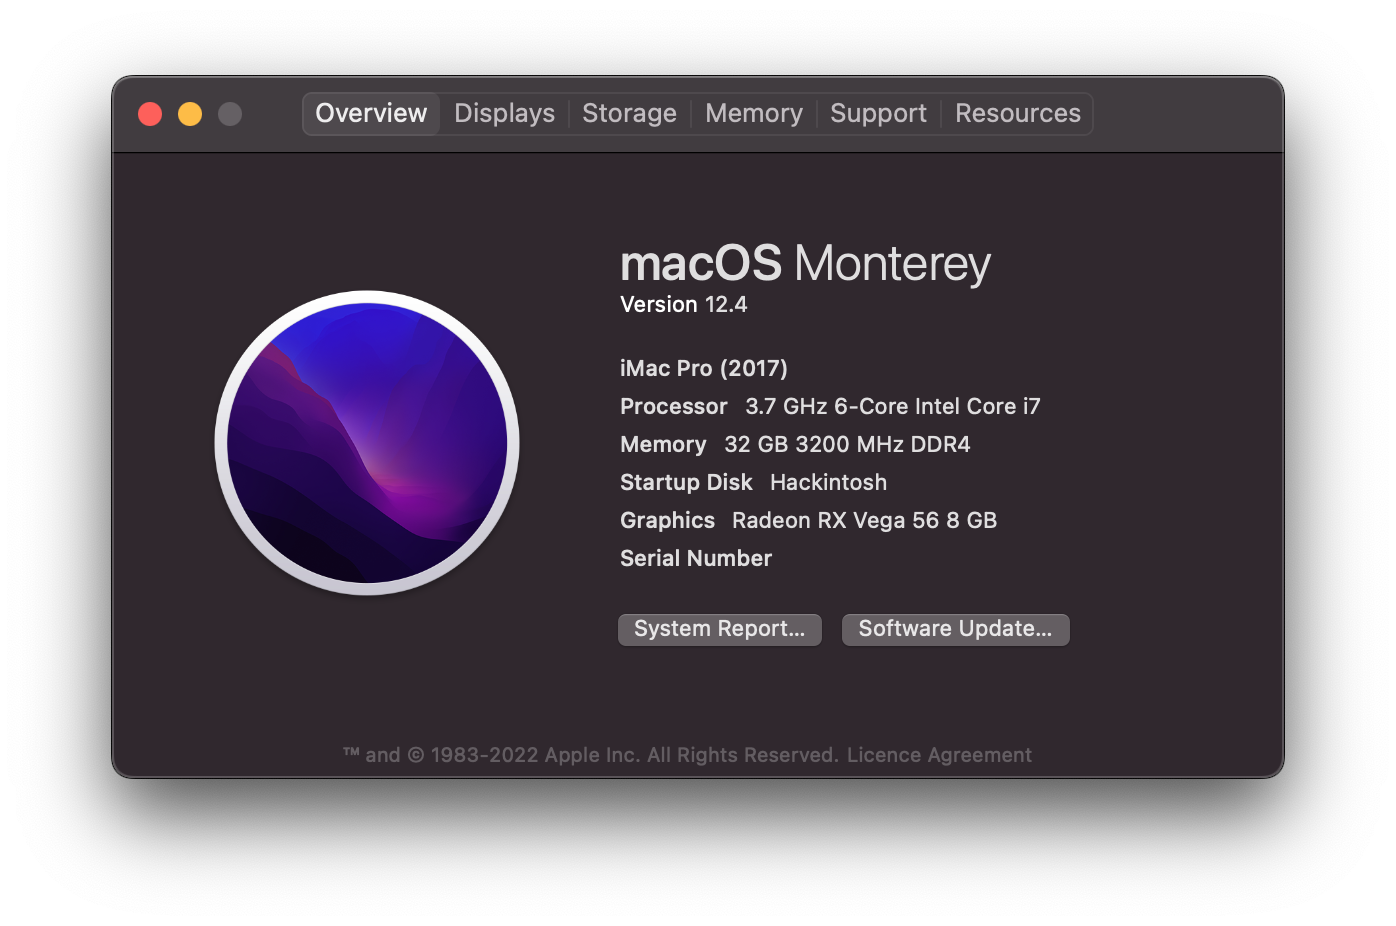 Overview Displays Storage Memory Support Resources
macOS Monterey
Version 12.4
iMac Pro (2017)
Processor 3.7 GHz 6-Core Intel Core i7
Memory 32 GB 3200 MHz DDR4
Startup Disk Hackintosh
Graphics Radeon RX Vega 56 8 GB
Serial Number
System Report... Software Update...
™ and © 1983-2022 Apple Inc. All Rights Reserved. Licence Agreement